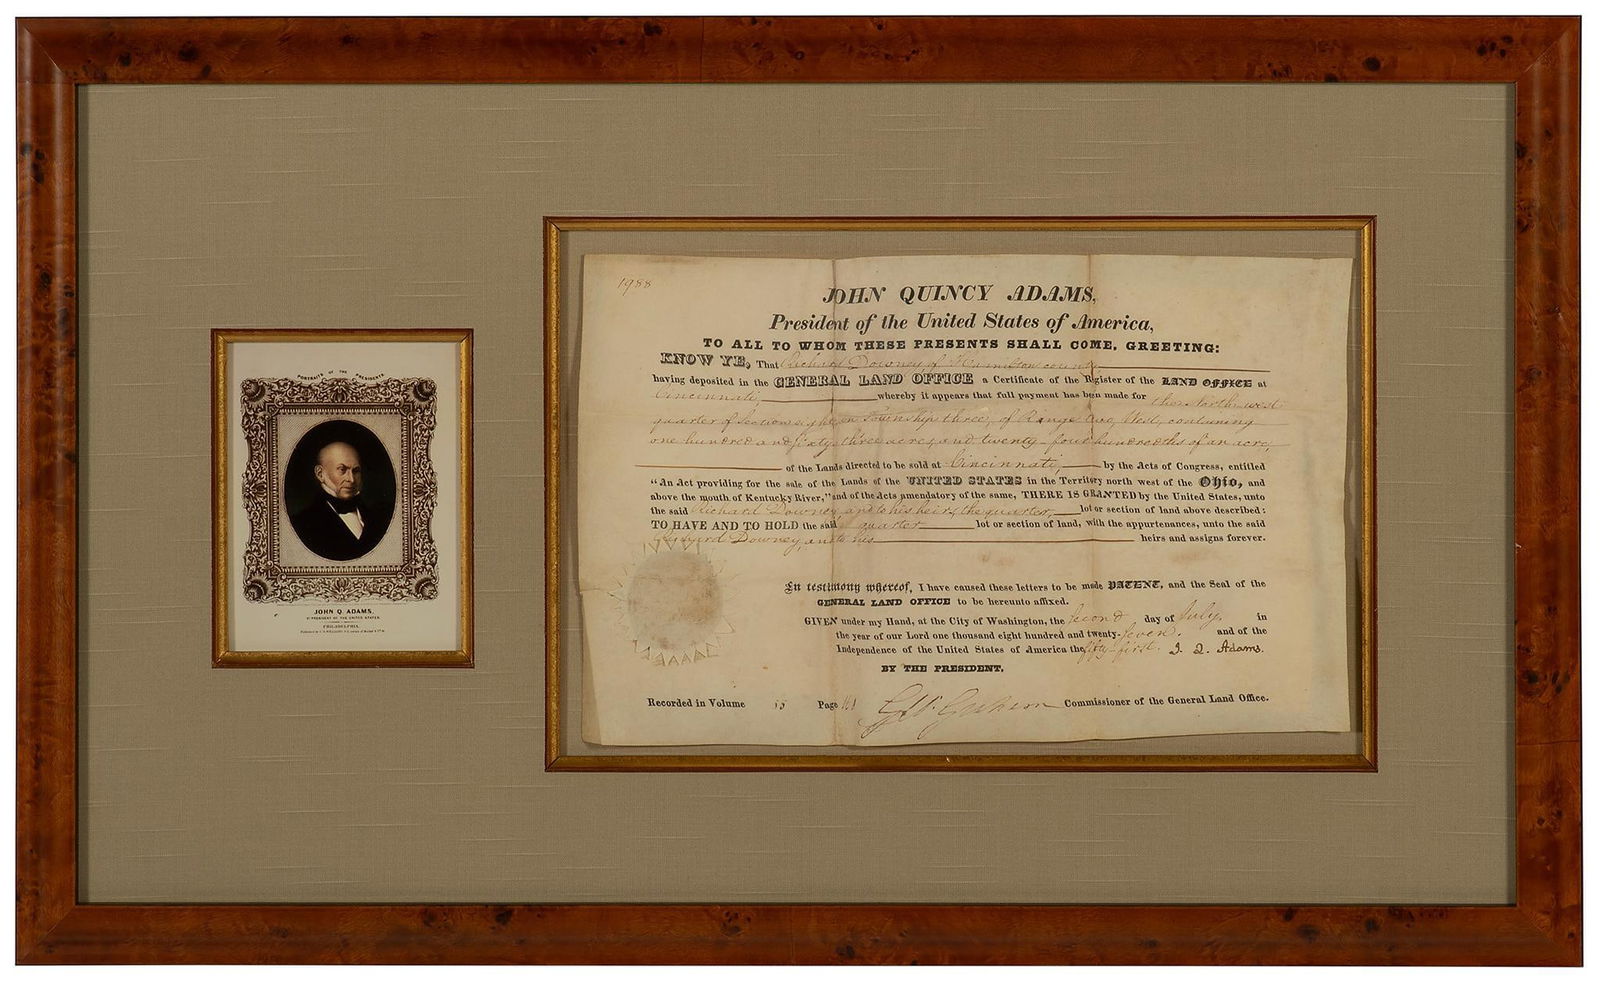 PORTRAITS OF THE PRESIDENTS
JOHN Q. ADAMS,
6TH PRESIDENT OF THE UNITED STATES.
PHILADELPHIA.
1988
JOHN QUINCY ADAMS,
President of the United States of America,
TO ALL TO WHOM THESE PRESENTS SHALL COME, GREETING:
KNOW YE, That Richard Downey of Hamilton county
having deposited in the GENERAL LAND OFFICE a Certificate of the Register of the LAND OFFICE at
Cincinnati, whereby it appears that full payment has been made for the North west
quarter of Section eighteen Township three, of Range two, West, containing
one hundred and sixty three acres, and twenty-four hundredths of an acre,
of the Lands directed to be sold at Cincinnati, by the Acts of Congress, entitled
"An Act providing for the sale of the Lands of the UNITED STATES in the Territory north west of the Ohio, and
above the mouth of Kentucky River," and of the Acts amendatory of the same, THERE IS GRANTED by the United States, unto
the said Richard Downey, and to his heirs, the quarter lot or section of land above described:
TO HAVE AND TO HOLD the said quarter lot or section of land, with the appurtenances, unto the said
Richard Downey, and to his heirs and assigns forever.
In testimony whereof, I have caused these letters to be made PATENT, and the Seal of the
GENERAL LAND OFFICE to be hereunto affixed.
GIVEN under my Hand, at the City of Washington, the second day of July, in
the year of our Lord one thousand eight hundred and twenty-seven, and of the
Independence of the United States of America the fifty-first. J. Q. Adams.
BY THE PRESIDENT,
Recorded in Volume 55 Page 161 Geo. Graham Commissioner of the General Land Office.